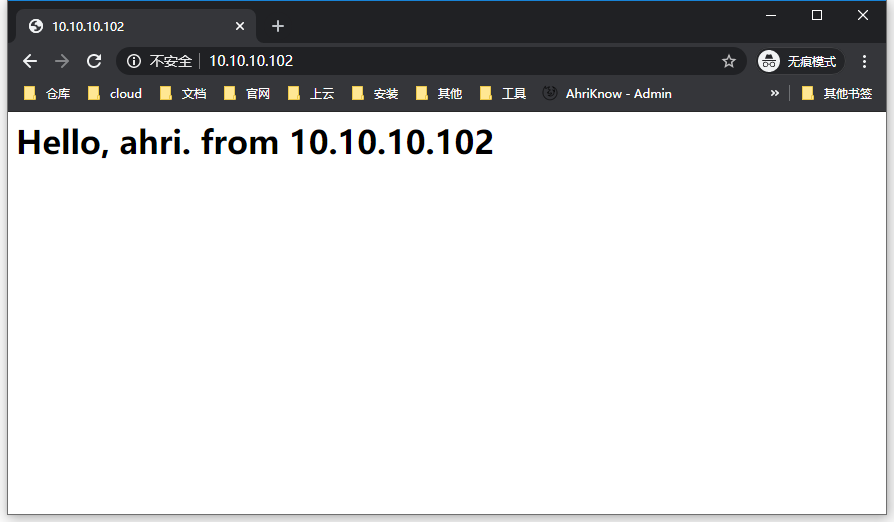 10.10.10.102
不安全 10.10.10.102 无痕模式
仓库 cloud 文档 官网 上云 安装 其他 工具 AhriKnow - Admin » 其他书签
Hello, ahri. from 10.10.10.102